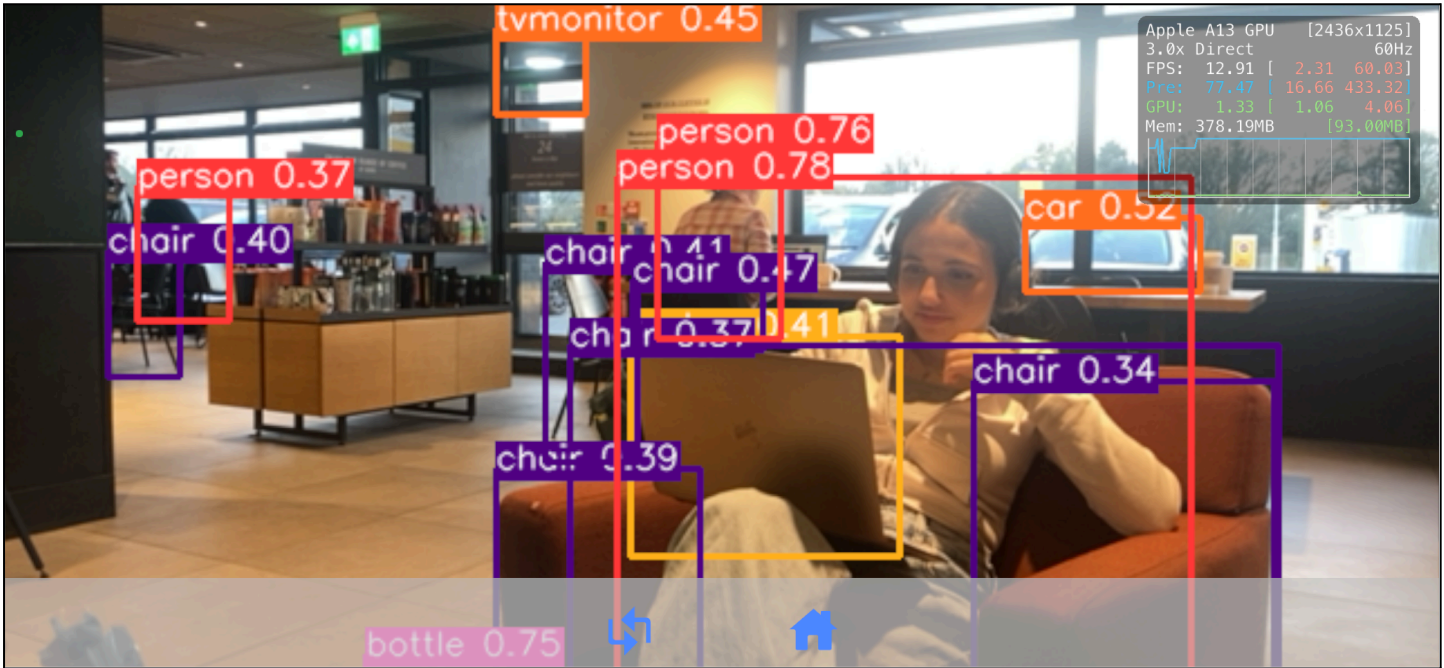 tvmonitor 0.45
Apple A13 GPU [2436x1125]
3.0x Direct 60Hz
FPS: 12.91 [ 2.31 60.03]
Pre: 77.47 [ 16.66 433.32]
GPU: 1.33 [ 1.06 4.06]
Mem: 378.19MB [93.00MB]
person 0.76
person 0.78
person 0.37
car 0.52
chair 0.40
chair 0.41
chair 0.47
24
chair 0.37
0.41
chair 0.34
chair 0.39
bottle 0.75